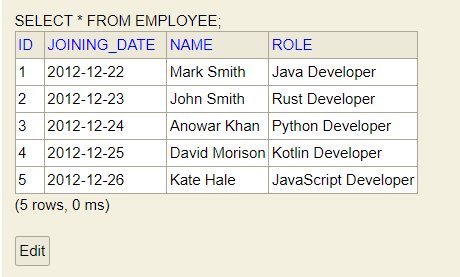 SELECT * FROM EMPLOYEE;
ID JOINING_DATE NAME ROLE
1 2012-12-22 Mark Smith Java Developer
2 2012-12-23 John Smith Rust Developer
3 2012-12-24 Anowar Khan Python Developer
4 2012-12-25 David Morison Kotlin Developer
5 2012-12-26 Kate Hale JavaScript Developer
(5 rows, 0 ms)
Edit